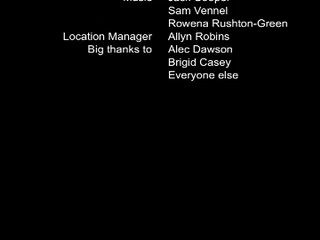 Sam Vennel
Rowena Rushton-Green
Location Manager Allyn Robins
Big thanks to Alec Dawson
Brigid Casey
Everyone else